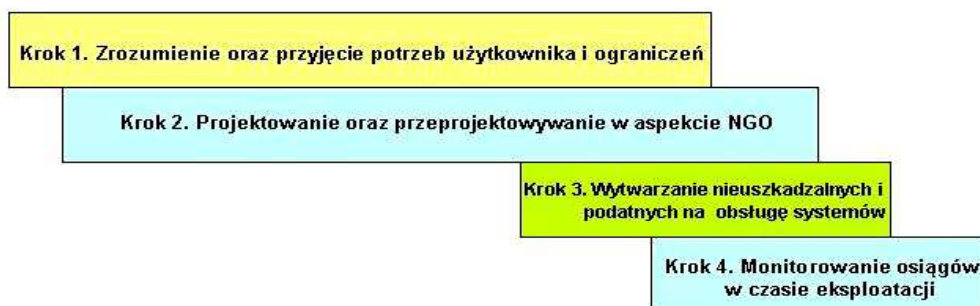 Krok 1. Zrozumienie oraz przyjęcie potrzeb użytkownika i ograniczeń
Krok 2. Projektowanie oraz przeprojektowywanie w aspekcie NGO
Krok 3. Wytwarzanie nieuszkadzalnych i
podatnych na obsługę systemów
Krok 4. Monitorowanie osiągów
w czasie eksploatacji